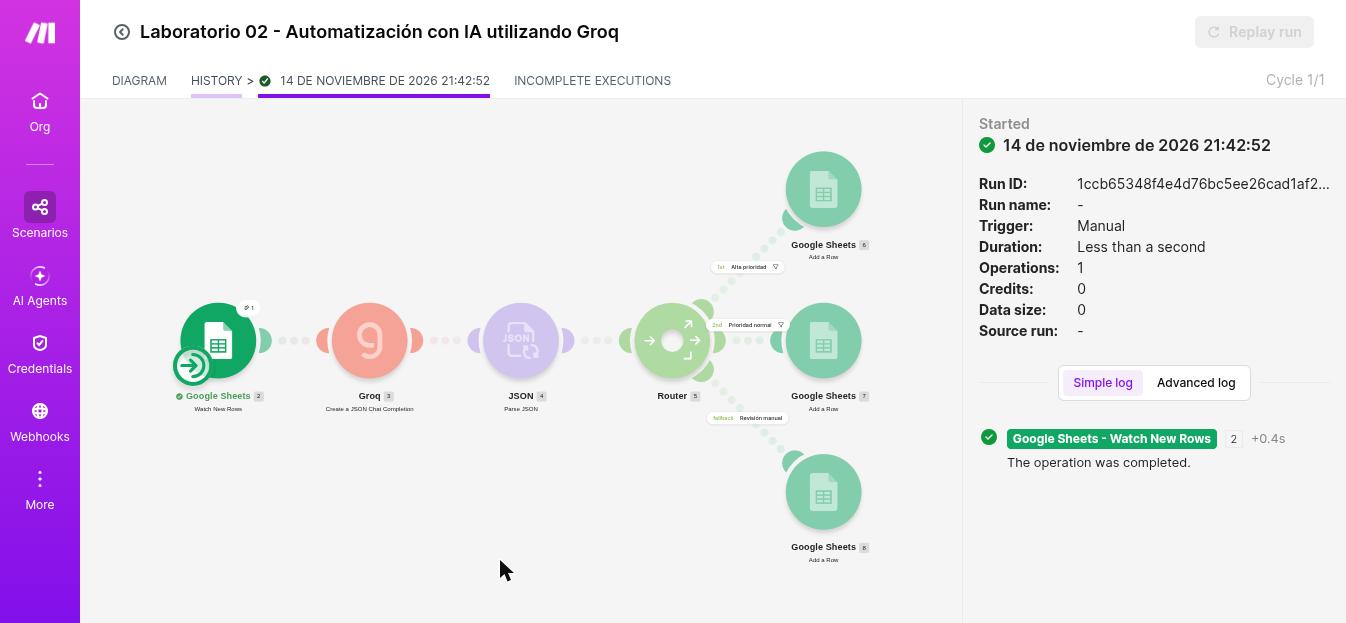 Laboratorio 02 - Automatización con IA utilizando Groq
Replay run
DIAGRAM
HISTORY > 14 DE NOVIEMBRE DE 2026 21:42:52
INCOMPLETE EXECUTIONS
Cycle 1/1
Org
Scenarios
AI Agents
Credentials
Webhooks
More
1
Google Sheets 2
Watch New Rows
Groq 3
Create a JSON Chat Completion
JSON
JSON 4
Parse JSON
Router 5
1st Alta prioridad
2nd Prioridad normal
fallback Revisión manual
Google Sheets 6
Add a Row
Google Sheets 7
Add a Row
Google Sheets 8
Add a Row
Started
14 de noviembre de 2026 21:42:52
Run ID: 1ccb65348f4e4d76bc5ee26cad1af2...
Run name: -
Trigger: Manual
Duration: Less than a second
Operations: 1
Credits: 0
Data size: 0
Source run: -
Simple log Advanced log
Google Sheets - Watch New Rows 2 +0.4s
The operation was completed.